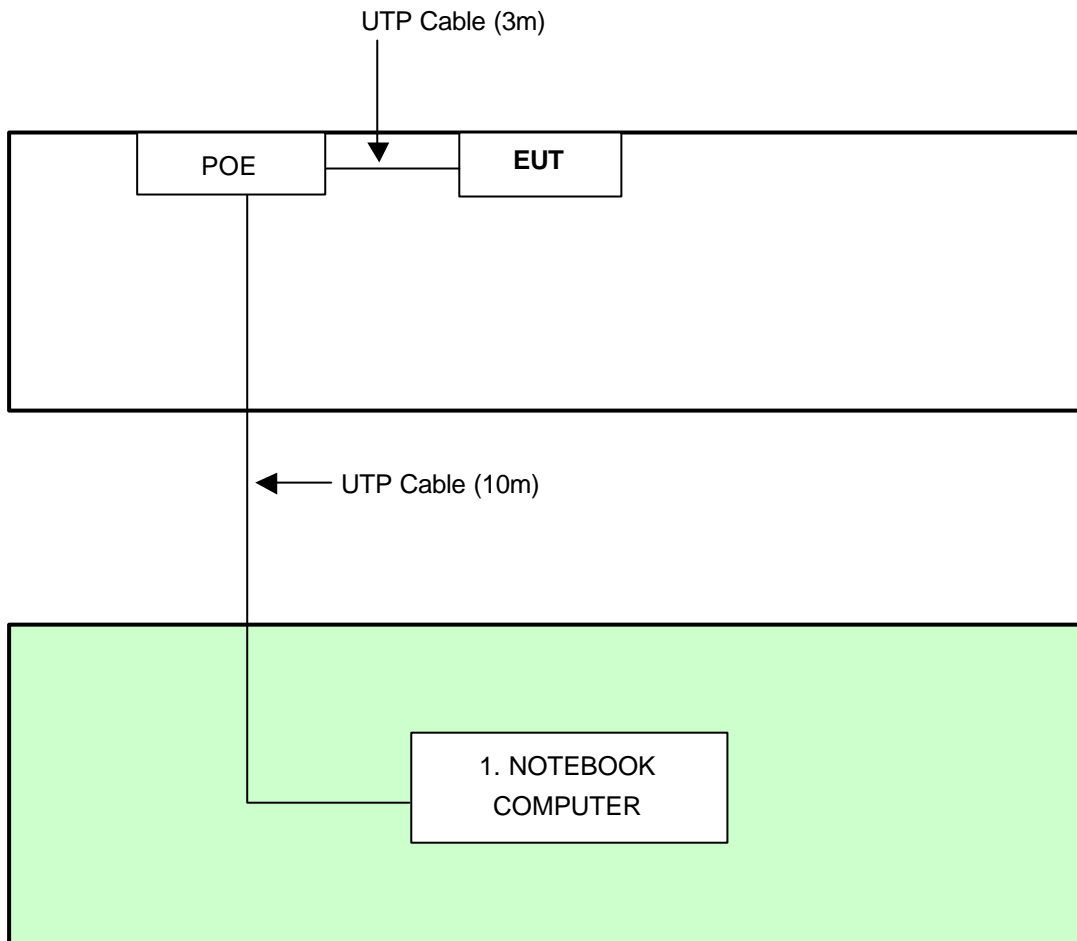 UTP Cable (3m)
POE
EUT
UTP Cable (10m)
1. NOTEBOOK
COMPUTER